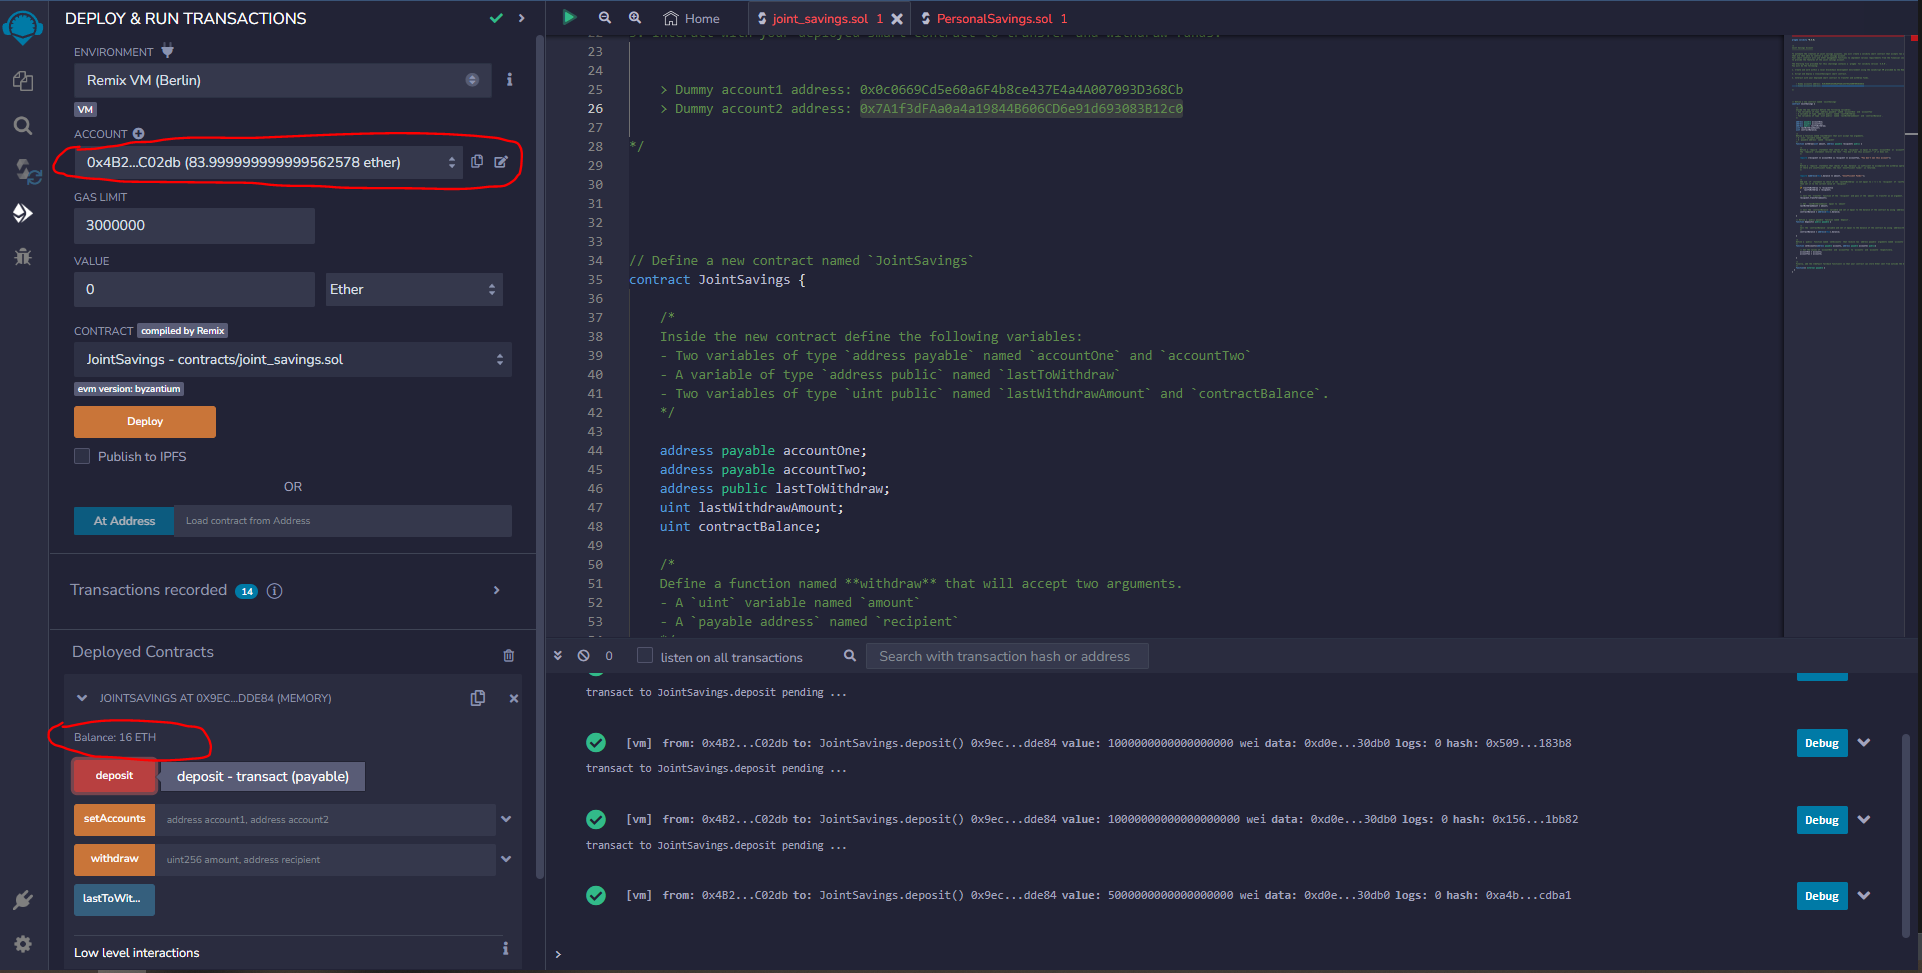 DEPLOY & RUN TRANSACTIONS
ENVIRONMENT
Remix VM (Berlin)
VM
ACCOUNT
0x4B2...C02db (83.999999999999562578 ether)
GAS LIMIT
3000000
VALUE
0
Ether
CONTRACT compiled by Remix
JointSavings - contracts/joint_savings.sol
evm version: byzantium
Deploy
Publish to IPFS
OR
At Address
Load contract from Address
Transactions recorded 14
Deployed Contracts
JOINTSAVINGS AT 0X9EC...DDE84 (MEMORY)
Balance: 16 ETH
deposit
deposit - transact (payable)
setAccounts
address account1, address account2
withdraw
uint256 amount, address recipient
lastToWit...
Low level interactions
Home
joint_savings.sol 1
PersonalSavings.sol 1
23
24
25 > Dummy account1 address: 0x0c0669Cd5e60a6F4b8ce437E4a4A007093D368Cb
26 > Dummy account2 address: 0x7A1f3dFAa0a4a19844B606CD6e91d693083B12c0
27
28 */
29
30
31
32
33
34 // Define a new contract named `JointSavings`
35 contract JointSavings {
36
37 /*
38 Inside the new contract define the following variables:
39 - Two variables of type `address payable` named `accountOne` and `accountTwo`
40 - A variable of type `address public` named `lastToWithdraw`
41 - Two variables of type `uint public` named `lastWithdrawAmount` and `contractBalance`.
42 */
43
44 address payable accountOne;
45 address payable accountTwo;
46 address public lastToWithdraw;
47 uint lastWithdrawAmount;
48 uint contractBalance;
49
50 /*
51 Define a function named **withdraw** that will accept two arguments.
52 - A `uint` variable named `amount`
53 - A `payable address` named `recipient`
0
listen on all transactions
Search with transaction hash or address
transact to JointSavings.deposit pending ...
[vm] from: 0x4B2...C02db to: JointSavings.deposit() 0x9ec...dde84 value: 1000000000000000000 wei data: 0xd0e...30db0 logs: 0 hash: 0x509...183b8
Debug
transact to JointSavings.deposit pending ...
[vm] from: 0x4B2...C02db to: JointSavings.deposit() 0x9ec...dde84 value: 10000000000000000000 wei data: 0xd0e...30db0 logs: 0 hash: 0x156...1bb82
Debug
transact to JointSavings.deposit pending ...
[vm] from: 0x4B2...C02db to: JointSavings.deposit() 0x9ec...dde84 value: 5000000000000000000 wei data: 0xd0e...30db0 logs: 0 hash: 0xa4b...cdba1
Debug
>